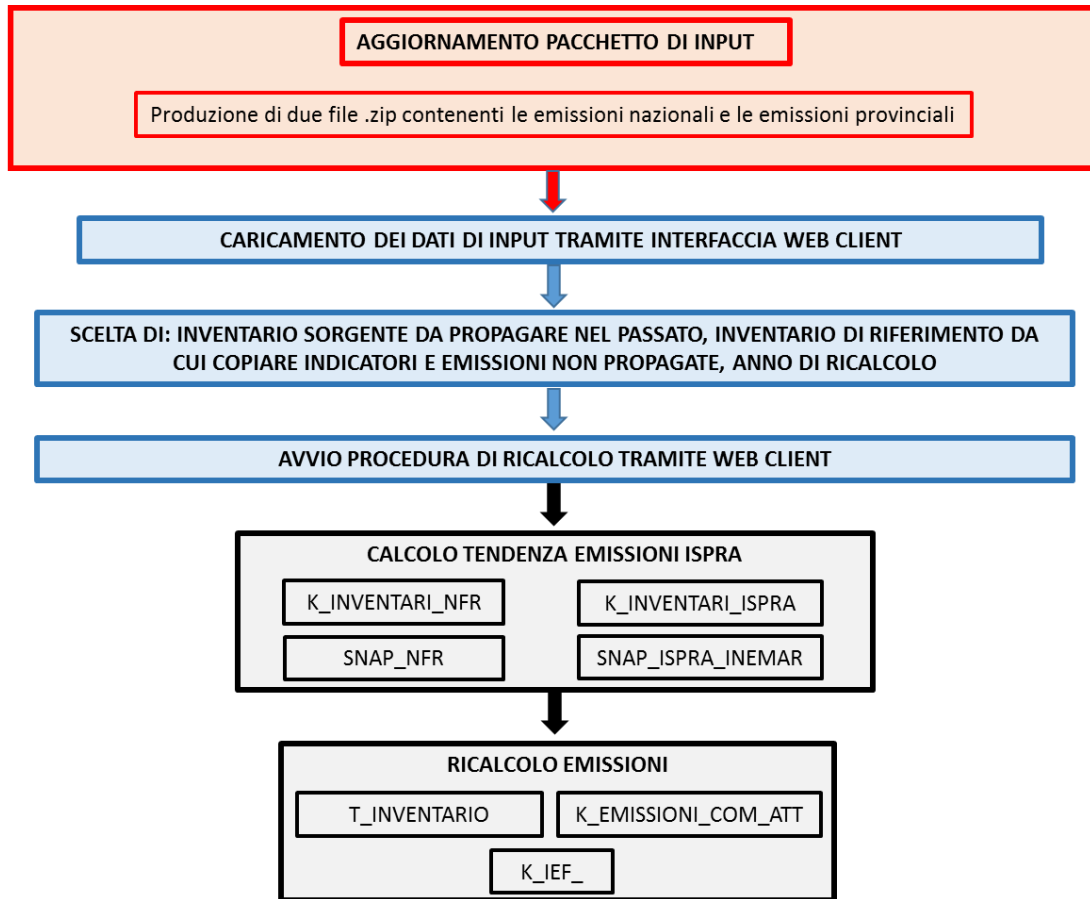 AGGIORNAMENTO PACCHETTO DI INPUT
Produzione di due file .zip contenenti le emissioni nazionali e le emissioni provinciali
CARICAMENTO DEI DATI DI INPUT TRAMITE INTERFACCIA WEB CLIENT
SCELTA DI: INVENTARIO SORGENTE DA PROPAGARE NEL PASSATO, INVENTARIO DI RIFERIMENTO DA
CUI COPIARE INDICATORI E EMISSIONI NON PROPAGATE, ANNO DI RICALCOLO
AVVIO PROCEDURA DI RICALCOLO TRAMITE WEB CLIENT
CALCOLO TENDENZA EMISSIONI ISPRA
K_INVENTARI_NFR
K_INVENTARI_ISPRA
SNAP_NFR
SNAP_ISPRA_INEMAR
RICALCOLO EMISSIONI
T_INVENTARIO
K_EMISSIONI_COM_ATT
K_IEF_